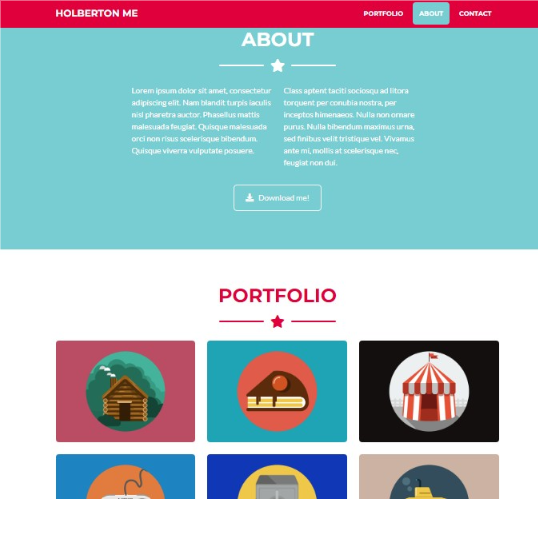 HOLBERTON ME
PORTFOLIO
ABOUT
CONTACT
ABOUT
Lorem ipsum dolor sit amet, consectetur
adipiscing elit. Nam blandit turpis iaculis
nisl pharetra auctor. Phasellus mattis
malesuada feugiat. Quisque malesuada
orci non risus scelerisque bibendum.
Quisque viverra vulputate posuere.
Class aptent taciti sociosqu ad litora
torquent per conubia nostra, per
inceptos himenaeos. Nulla non ornare
purus. Nulla bibendum maximus urna,
sed finibus velit tristique vel. Vivamus
ante mi, mollis at scelerisque nec,
feugiat non dui.
Download me!
PORTFOLIO